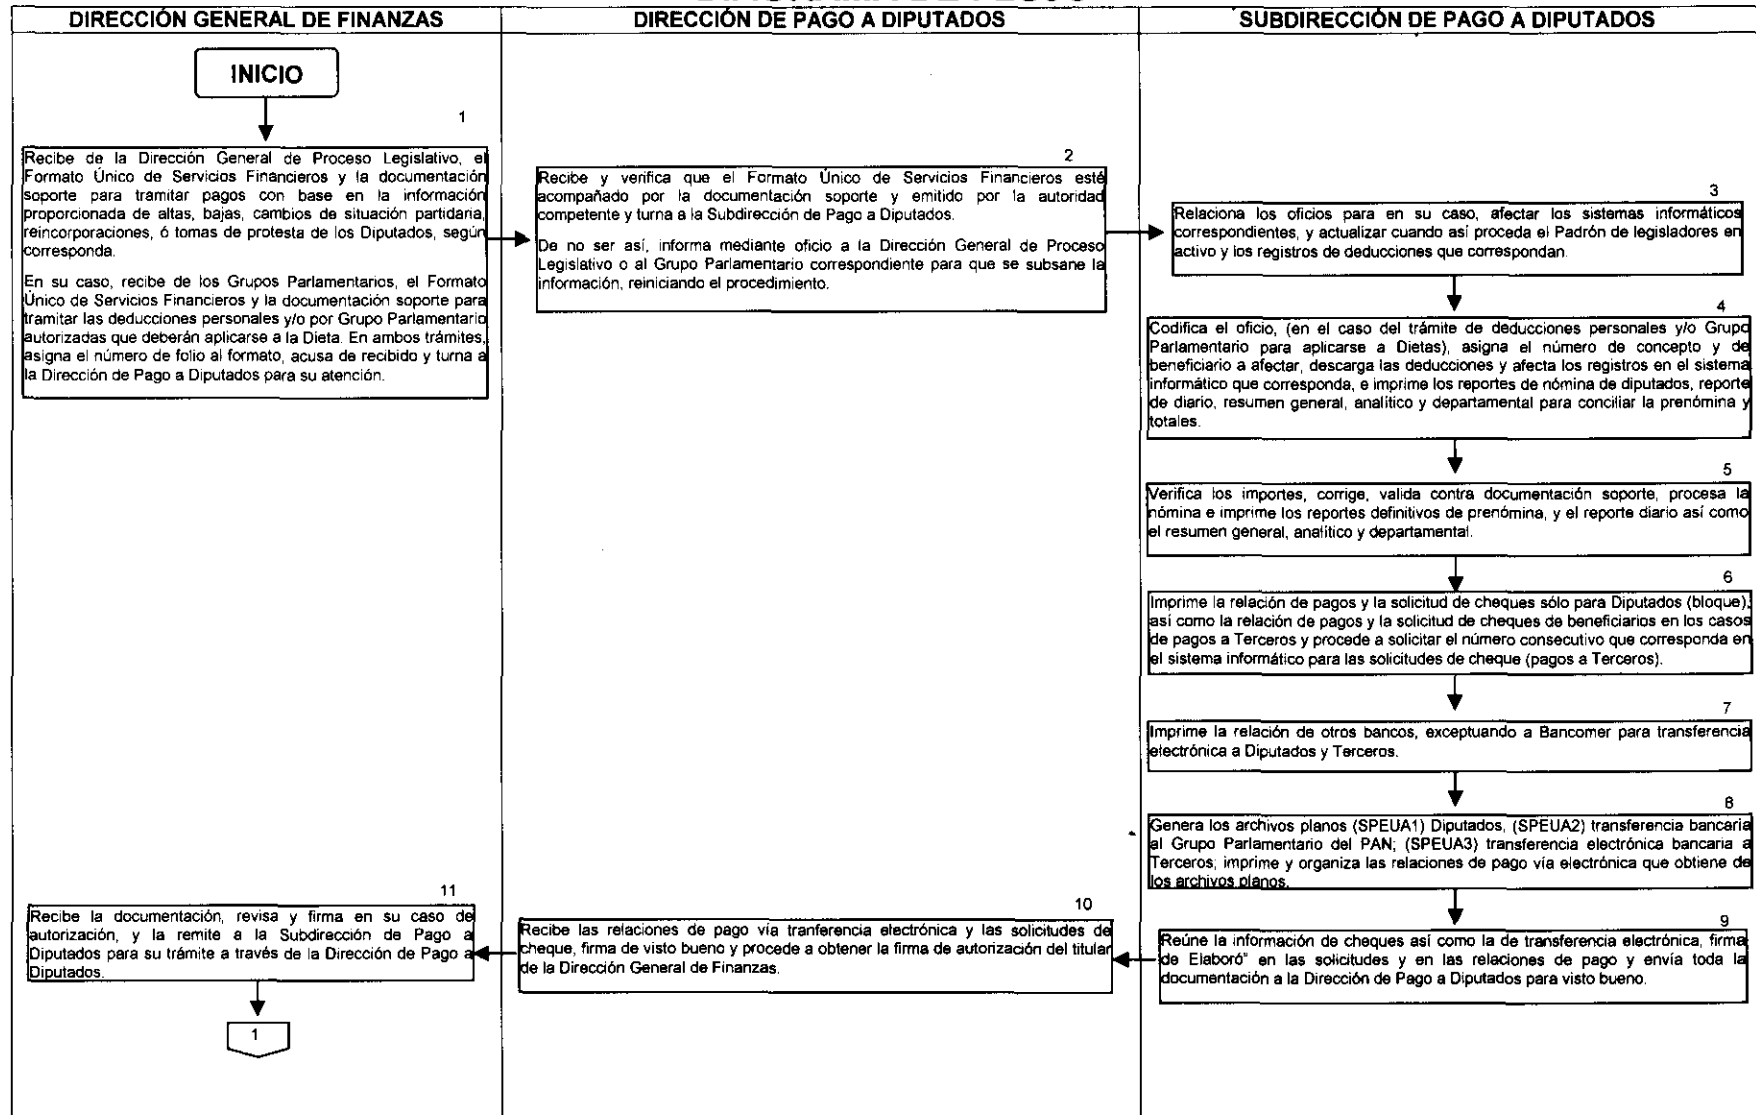 DIRECCIÓN GENERAL DE FINANZAS
DIRECCIÓN DE PAGO A DIPUTADOS
SUBDIRECCIÓN DE PAGO A DIPUTADOS
INICIO
1
Recibe de la Dirección General de Proceso Legislativo, el
Formato Único de Servicios Financieros y la documentación
soporte para tramitar pagos con base en la información
proporcionada de altas, bajas, cambios de situación partidaria,
reincorporaciones, ó tomas de protesta de los Diputados, según
corresponda.
En su caso, recibe de los Grupos Parlamentarios, el Formato
Único de Servicios Financieros y la documentación soporte para
tramitar las deducciones personales y/o por Grupo Parlamentario
autorizadas que deberán aplicarse a la Dieta. En ambos trámites,
asigna el número de folio al formato, acusa de recibido y turna a
la Dirección de Pago a Diputados para su atención.
2
Recibe y verifica que el Formato Único de Servicios Financieros esté
acompañado por la documentación soporte y emitido por la autoridad
competente y turna a la Subdirección de Pago a Diputados.
De no ser así, informa mediante oficio a la Dirección General de Proceso
Legislativo o al Grupo Parlamentario correspondiente para que se subsane la
información, reiniciando el procedimiento.
3
Relaciona los oficios para en su caso, afectar los sistemas informáticos
correspondientes, y actualizar cuando así proceda el Padrón de legisladores en
activo y los registros de deducciones que correspondan.
4
Codifica el oficio, (en el caso del trámite de deducciones personales y/o Grupo
Parlamentario para aplicarse a Dietas), asigna el número de concepto y de
beneficiario a afectar, descarga las deducciones y afecta los registros en el sistema
informático que corresponda, e imprime los reportes de nómina de diputados, reporte
de diario, resumen general, analítico y departamental para conciliar la prenómina y
totales.
5
Verifica los importes, corrige, valida contra documentación soporte, procesa la
nómina e imprime los reportes definitivos de prenómina, y el reporte diario así como
el resumen general, analítico y departamental.
6
Imprime la relación de pagos y la solicitud de cheques sólo para Diputados (bloque),
así como la relación de pagos y la solicitud de cheques de beneficiarios en los casos
de pagos a Terceros y procede a solicitar el número consecutivo que corresponda en
el sistema informático para las solicitudes de cheque (pagos a Terceros).
7
Imprime la relación de otros bancos, exceptuando a Bancomer para transferencia
electrónica a Diputados y Terceros.
8
Genera los archivos planos (SPEUA1) Diputados, (SPEUA2) transferencia bancaria
al Grupo Parlamentario del PAN; (SPEUA3) transferencia electrónica bancaria a
Terceros; imprime y organiza las relaciones de pago vía electrónica que obtiene de
los archivos planos.
9
Reúne la información de cheques así como la de transferencia electrónica, firma
de Elaboró" en las solicitudes y en las relaciones de pago y envía toda la
documentación a la Dirección de Pago a Diputados para visto bueno.
10
Recibe las relaciones de pago vía tranferencia electrónica y las solicitudes de
cheque, firma de visto bueno y procede a obtener la firma de autorización del titular
de la Dirección General de Finanzas.
11
Recibe la documentación, revisa y firma en su caso de
autorización, y la remite a la Subdirección de Pago a
Diputados para su trámite a través de la Dirección de Pago a
Diputados.
1